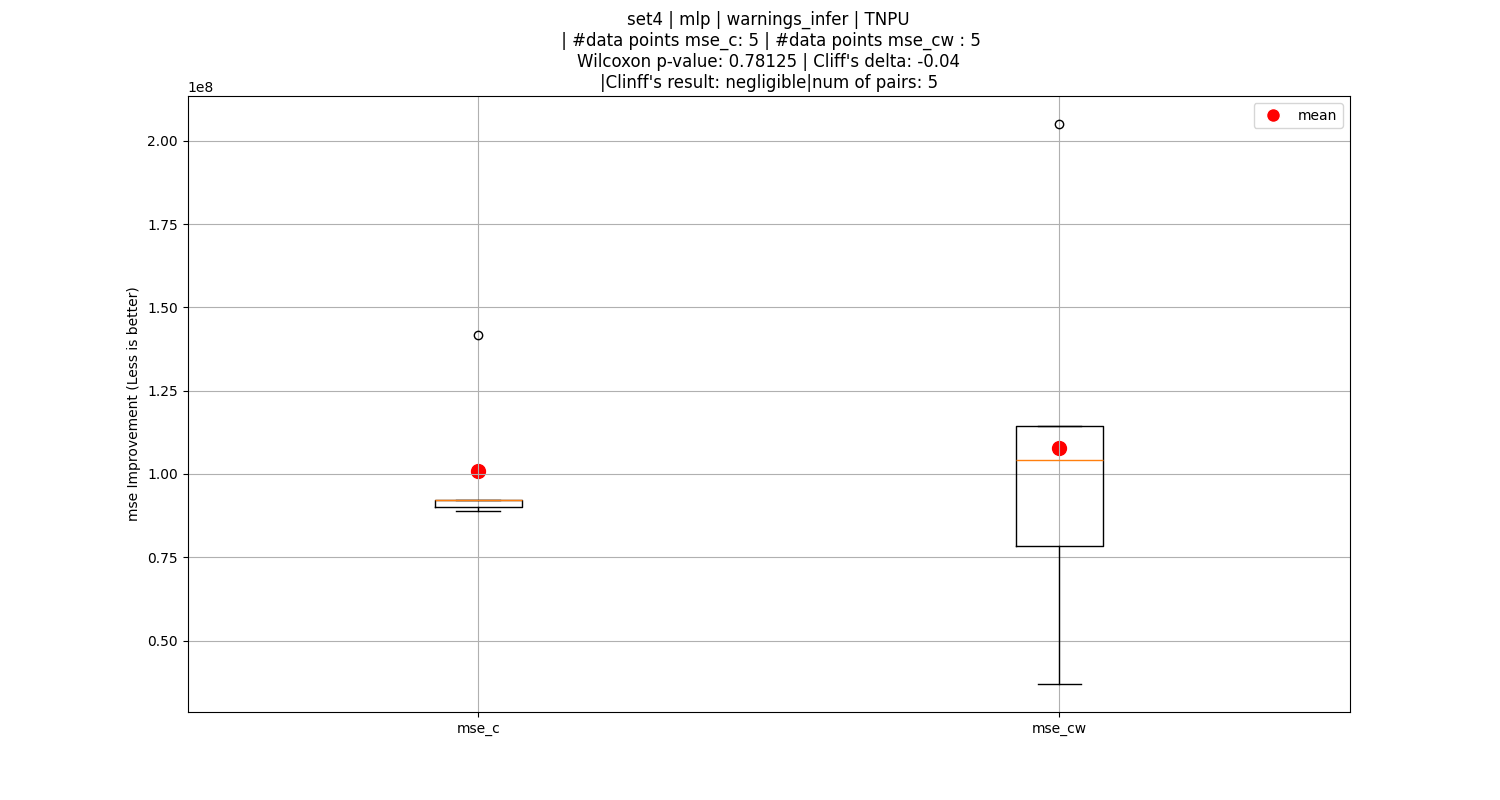 set4 | mlp | warnings_infer | TNPU
| #data points mse_c: 5 | #data points mse_cw : 5
Wilcoxon p-value: 0.78125 | Cliff's delta: -0.04
|Clinff's result: negligible|num of pairs: 5
1e8
mean
2.00
1.75
1.50
1.25
1.00
0.75
0.50
mse Improvement (Less is better)
mse_c
mse_cw